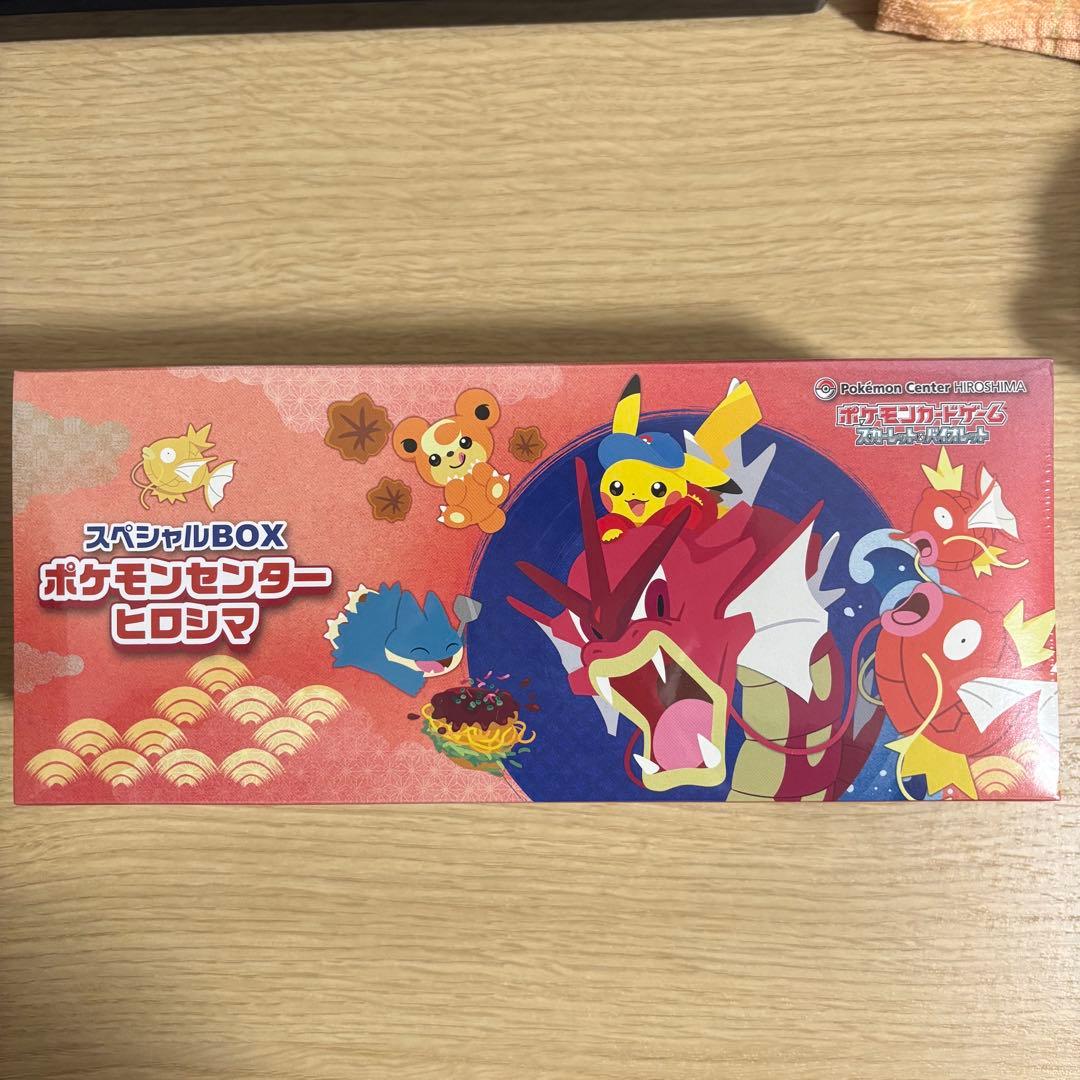 Pokémon Center HIROSHIMA
ポケモンカードゲーム
スカーレット&バイオレット
スペシャルBOX
ポケモンセンター
ヒロシマ